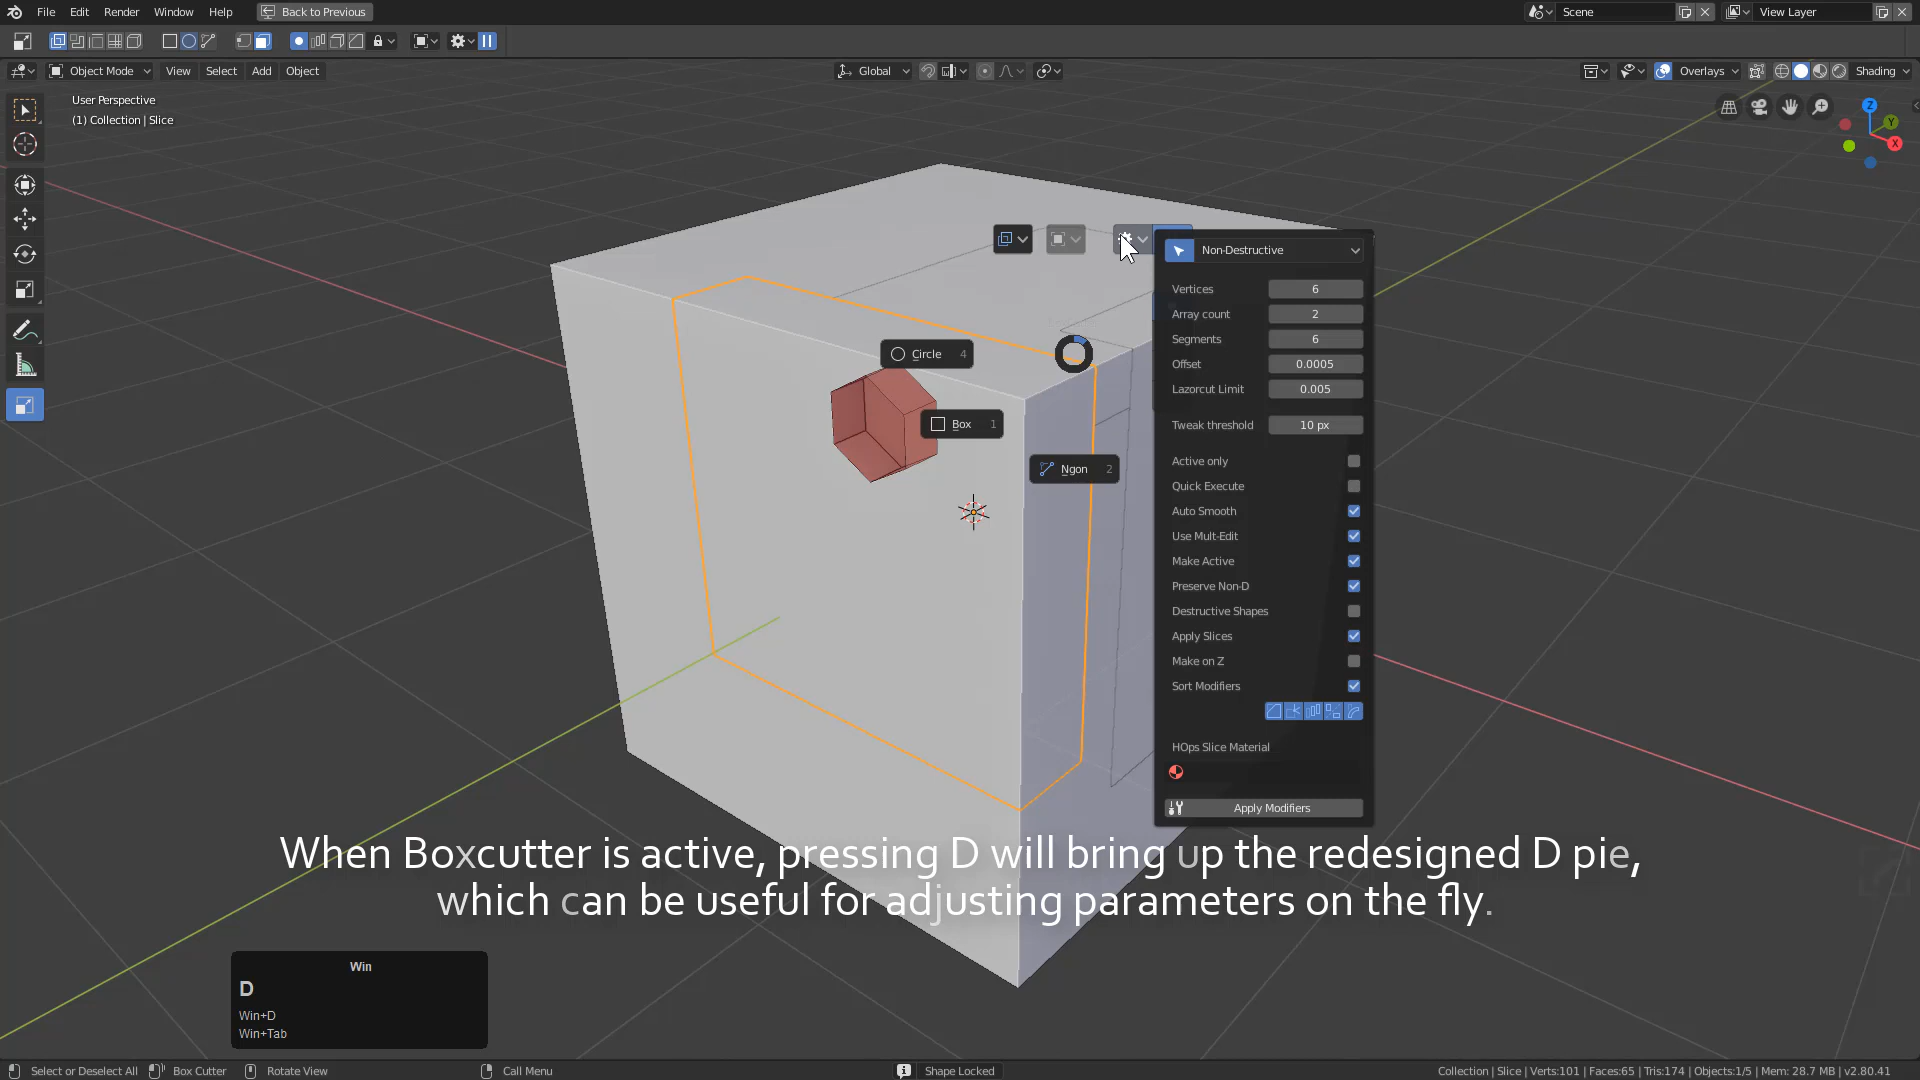 File Edit Render Window Help Back to Previous Scene View Layer
Object Mode View Select Add Object Global Overlays Shading
User Perspective
(1) Collection | Slice
Z
Y
X
Non-Destructive
Vertices 6
Array count 2
Segments 6
Circle 4
Offset 0.0005
Lazorcut Limit 0.005
Box 1
Tweak threshold 10 px
Active only
Ngon 2
Quick Execute
Auto Smooth
Use Mult-Edit
Make Active
Preserve Non-D
Destructive Shapes
Apply Slices
Make on Z
Sort Modifiers
HOps Slice Material
Apply Modifiers
When Boxcutter is active, pressing D will bring up the redesigned D pie,
which can be useful for adjusting parameters on the fly.
Win
D
Win+D
Win+Tab
Select or Deselect All Box Cutter Rotate View Call Menu Shape Locked Collection | Slice | Verts:101 | Faces:65 | Tris:174 | Objects:1/5 | Mem: 28.7 MB | v2.80.41